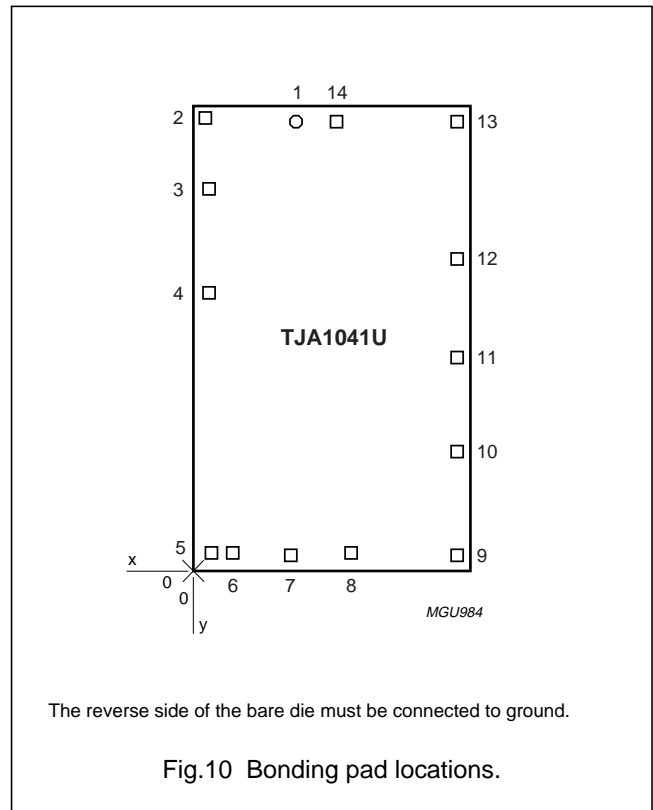 1 14
2 13
3
12
4
TJA1041U
11
10
5 9
x
0 6 7 8
0
MGU984
y
The reverse side of the bare die must be connected to ground.
Fig.10 Bonding pad locations.